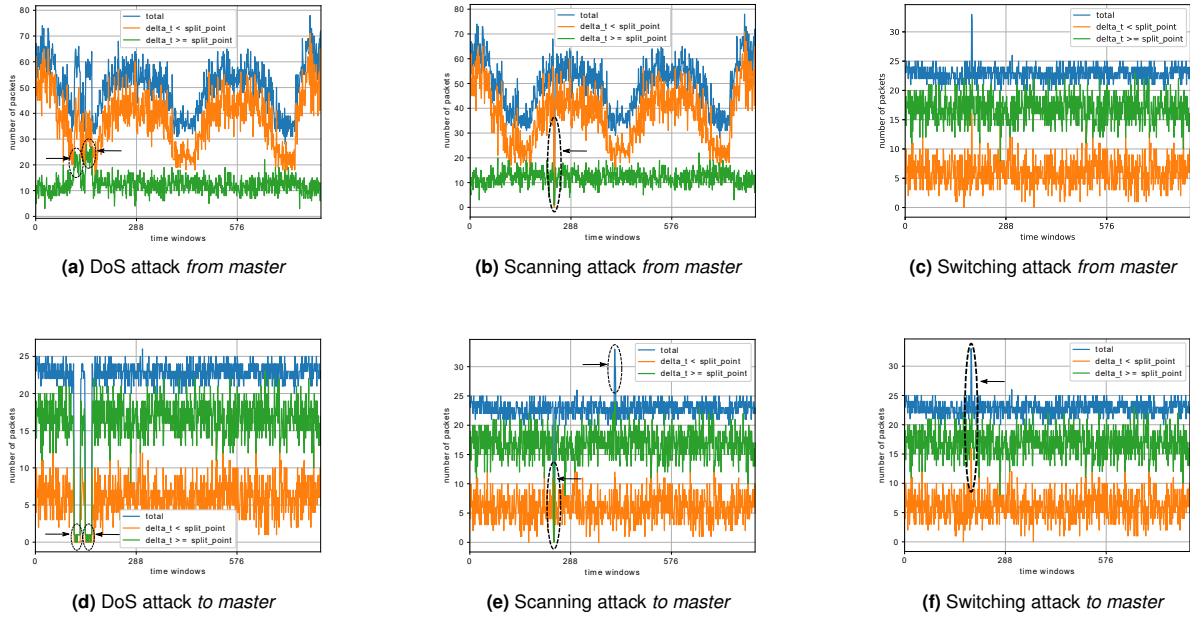 80
70
60
50
40
30
20
10
0
number of packets
total
delta_t < split_point
delta_t >= split_point
0
288
576
time windows
(a) DoS attack from master
80
70
60
50
40
30
20
10
0
number of packets
total
delta_t < split_point
delta_t >= split_point
0
288
576
time windows
(b) Scanning attack from master
30
25
20
15
10
5
0
number of packets
total
delta_t < split_point
delta_t >= split_point
0
288
576
time windows
(c) Switching attack from master
25
20
15
10
5
0
number of packets
total
delta_t < split_point
delta_t >= split_point
0
288
576
time windows
(d) DoS attack to master
30
25
20
15
10
5
0
number of packets
total
delta_t < split_point
delta_t >= split_point
0
288
576
time windows
(e) Scanning attack to master
30
25
20
15
10
5
0
number of packets
total
delta_t < split_point
delta_t >= split_point
0
288
576
time windows
(f) Switching attack to master